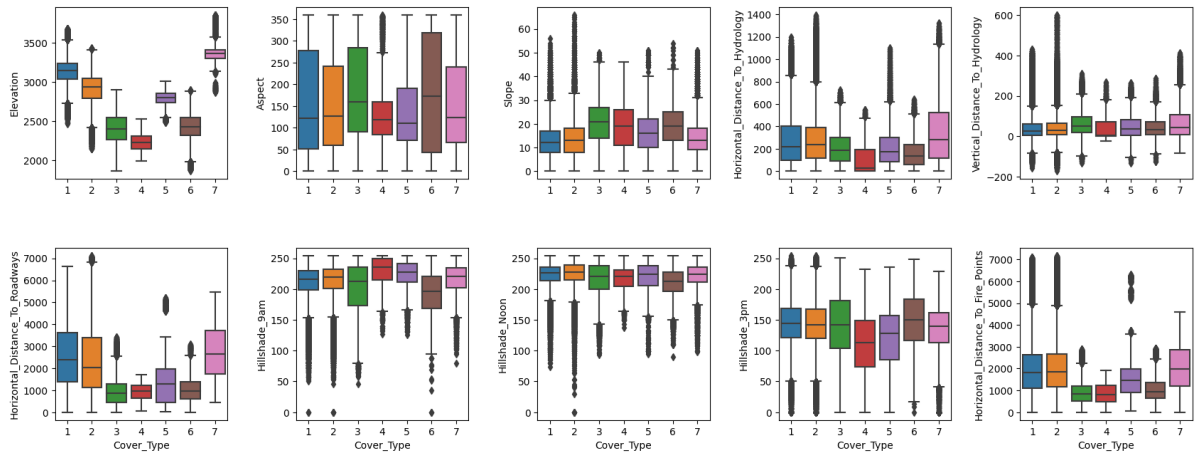 Elevation
3500
3000
2500
2000
1 2 3 4 5 6 7
Aspect
350
300
250
200
150
100
50
0
1 2 3 4 5 6 7
Slope
60
50
40
30
20
10
0
1 2 3 4 5 6 7
Horizontal_Distance_To_Hydrology
1400
1200
1000
800
600
400
200
0
1 2 3 4 5 6 7
Vertical_Distance_To_Hydrology
600
400
200
0
−200
1 2 3 4 5 6 7
Horizontal_Distance_To_Roadways
7000
6000
5000
4000
3000
2000
1000
0
1 2 3 4 5 6 7
Cover_Type
Hillshade_9am
250
200
150
100
50
0
1 2 3 4 5 6 7
Cover_Type
Hillshade_Noon
250
200
150
100
50
0
1 2 3 4 5 6 7
Cover_Type
Hillshade_3pm
250
200
150
100
50
0
1 2 3 4 5 6 7
Cover_Type
Horizontal_Distance_To_Fire_Points
7000
6000
5000
4000
3000
2000
1000
0
1 2 3 4 5 6 7
Cover_Type